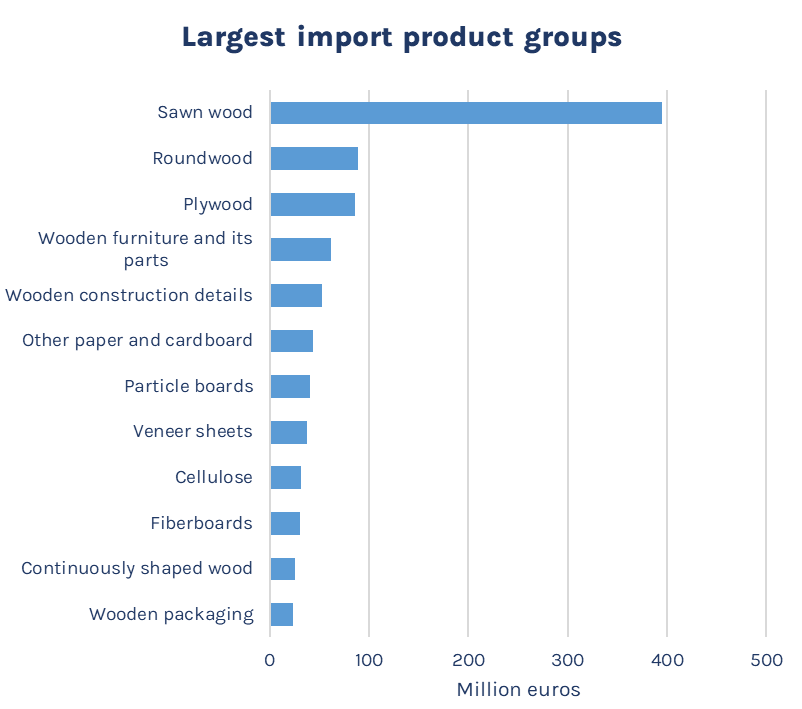 Largest import product groups
Sawn wood
Roundwood
Plywood
Wooden furniture and its
parts
Wooden construction details
Other paper and cardboard
Particle boards
Veneer sheets
Cellulose
Fiberboards
Continuously shaped wood
Wooden packaging
0 100 200 300 400 500
Million euros